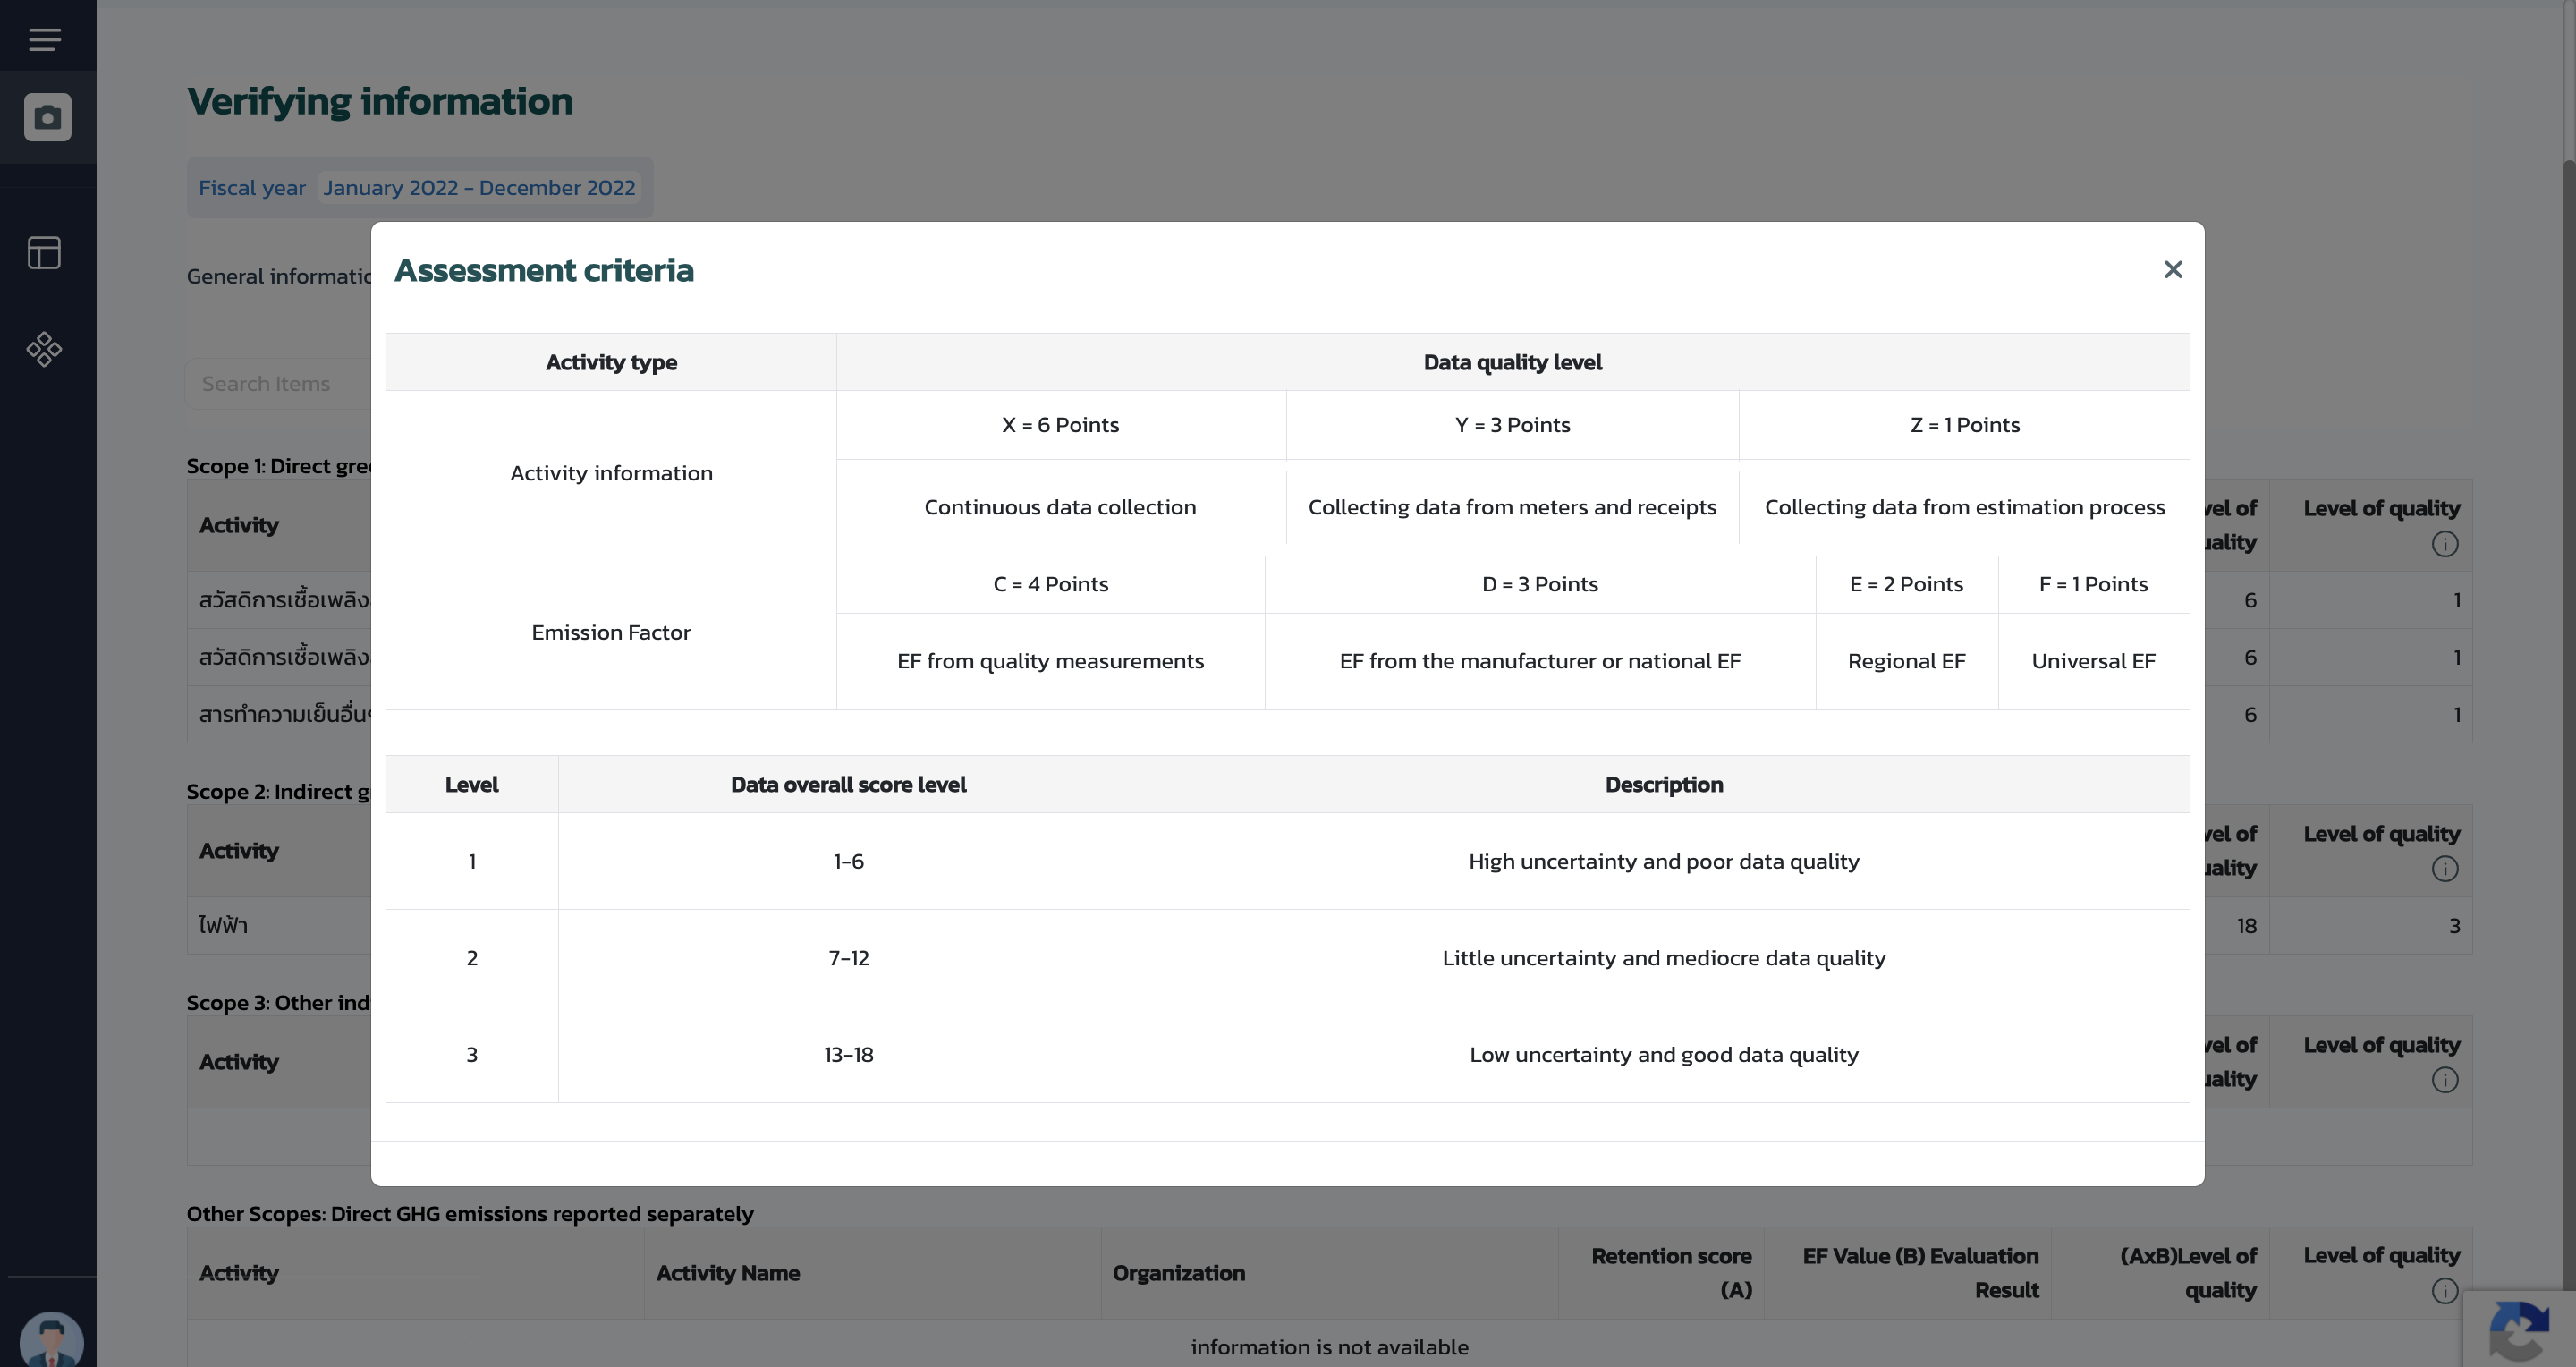 Verifying information
Fiscal year January 2022 - December 2022
General informatic
Search Items
Assessment criteria
Activity type Data quality level
Activity information
X = 6 Points Y = 3 Points Z = 1 Points
Continuous data collection Collecting data from meters and receipts Collecting data from estimation process
Emission Factor
C = 4 Points D = 3 Points E = 2 Points F = 1 Points
EF from quality measurements EF from the manufacturer or national EF Regional EF Universal EF
Level Data overall score level Description
1 1-6 High uncertainty and poor data quality
2 7-12 Little uncertainty and mediocre data quality
3 13-18 Low uncertainty and good data quality
Scope 1: Direct gree
Activity
vel of
uality
Level of quality
สวัสดิการเชื้อเพลิง 6 1
สวัสดิการเชื้อเพลิง 6 1
สารทำความเย็นอื่นๆ 6 1
Scope 2: Indirect g
Activity
vel of
uality
Level of quality
ไฟฟ้า 18 3
Scope 3: Other ind
Activity
vel of
uality
Level of quality
Other Scopes: Direct GHG emissions reported separately
Activity Activity Name Organization
Retention score
(A)
EF Value (B) Evaluation
Result
(AxB)Level of
quality
Level of quality
information is not available